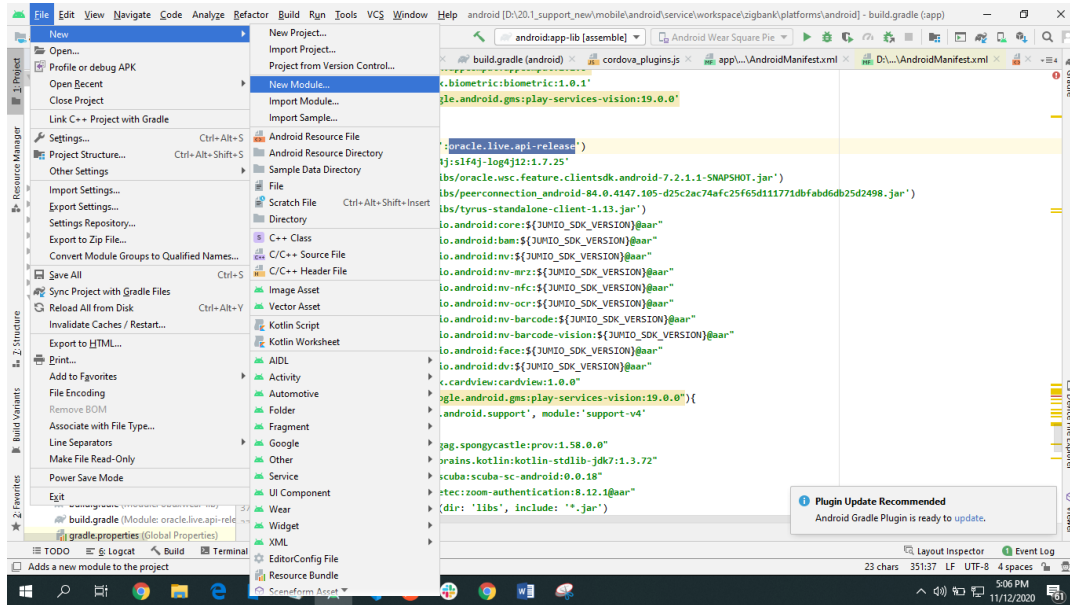 File Edit View Navigate Code Analyze Refactor Build Run Tools VCS Window Help android [D:\20.1_support_new\mobile\android\service\workspace\zigbank\platforms\android] - build.gradle (:app)
android:app-lib [assemble] Android Wear Square Pie
build.gradle (android) cordova_plugins.js app\...\AndroidManifest.xml D:\...\AndroidManifest.xml
1: Project
Resource Manager
Z: Structure
Build Variants
2: Favorites
New
Open...
Profile or debug APK
Open Recent
Close Project
Link C++ Project with Gradle
Settings... Ctrl+Alt+S
Project Structure... Ctrl+Alt+Shift+S
Other Settings
Import Settings...
Export Settings...
Settings Repository...
Export to Zip File...
Convert Module Groups to Qualified Names...
Save All Ctrl+S
Sync Project with Gradle Files
Reload All from Disk Ctrl+Alt+Y
Invalidate Caches / Restart...
Export to HTML...
Print...
Add to Favorites
File Encoding
Remove BOM
Associate with File Type...
Line Separators
Make File Read-Only
Power Save Mode
Exit
build.gradle (Module: oracle.live.api-rele
gradle.properties (Global Properties)
New Project...
Import Project...
Project from Version Control...
New Module...
Import Module...
Import Sample...
Android Resource File
Android Resource Directory
Sample Data Directory
File
Scratch File Ctrl+Alt+Shift+Insert
Directory
C++ Class
C/C++ Source File
C/C++ Header File
Image Asset
Vector Asset
Kotlin Script
Kotlin Worksheet
AIDL
Activity
Automotive
Folder
Fragment
Google
Other
Service
UI Component
Wear
Widget
XML
EditorConfig File
Resource Bundle
Sceneform Asset
.biometric:biometric:1.0.1'
gle.android.gms:play-services-vision:19.0.0'
':oracle.live.api-release')
4j:slf4j-log4j12:1.7.25'
ibs/oracle.wsc.feature.clientsdk.android-7.2.1.1-SNAPSHOT.jar')
ibs/peerconnection_android-84.0.4147.105-d25c2ac74afc25f65d111771dbfabd6db25d2498.jar')
ibs/tyrus-standalone-client-1.13.jar')
io.android:core:${JUMIO_SDK_VERSION}@aar"
io.android:bam:${JUMIO_SDK_VERSION}@aar"
io.android:nv:${JUMIO_SDK_VERSION}@aar"
io.android:nv-mrz:${JUMIO_SDK_VERSION}@aar"
io.android:nv-nfc:${JUMIO_SDK_VERSION}@aar"
io.android:nv-ocr:${JUMIO_SDK_VERSION}@aar"
io.android:nv-barcode:${JUMIO_SDK_VERSION}@aar"
io.android:nv-barcode-vision:${JUMIO_SDK_VERSION}@aar"
io.android:face:${JUMIO_SDK_VERSION}@aar"
io.android:dv:${JUMIO_SDK_VERSION}@aar"
x.cardview:cardview:1.0.0"
ogle.android.gms:play-services-vision:19.0.0"){
.android.support', module:'support-v4'
gag.spongycastle:prov:1.58.0.0"
brains.kotlin:kotlin-stdlib-jdk7:1.3.72"
scuba:scuba-sc-android:0.0.18"
etec:zoom-authentication:8.12.1@aar"
(dir: 'libs', include: '*.jar')
Plugin Update Recommended
Android Gradle Plugin is ready to update.
TODO 6: Logcat Build Terminal Layout Inspector Event Log
Adds a new module to the project 23 chars 351:37 LF UTF-8 4 spaces
5:06 PM
11/12/2020
61